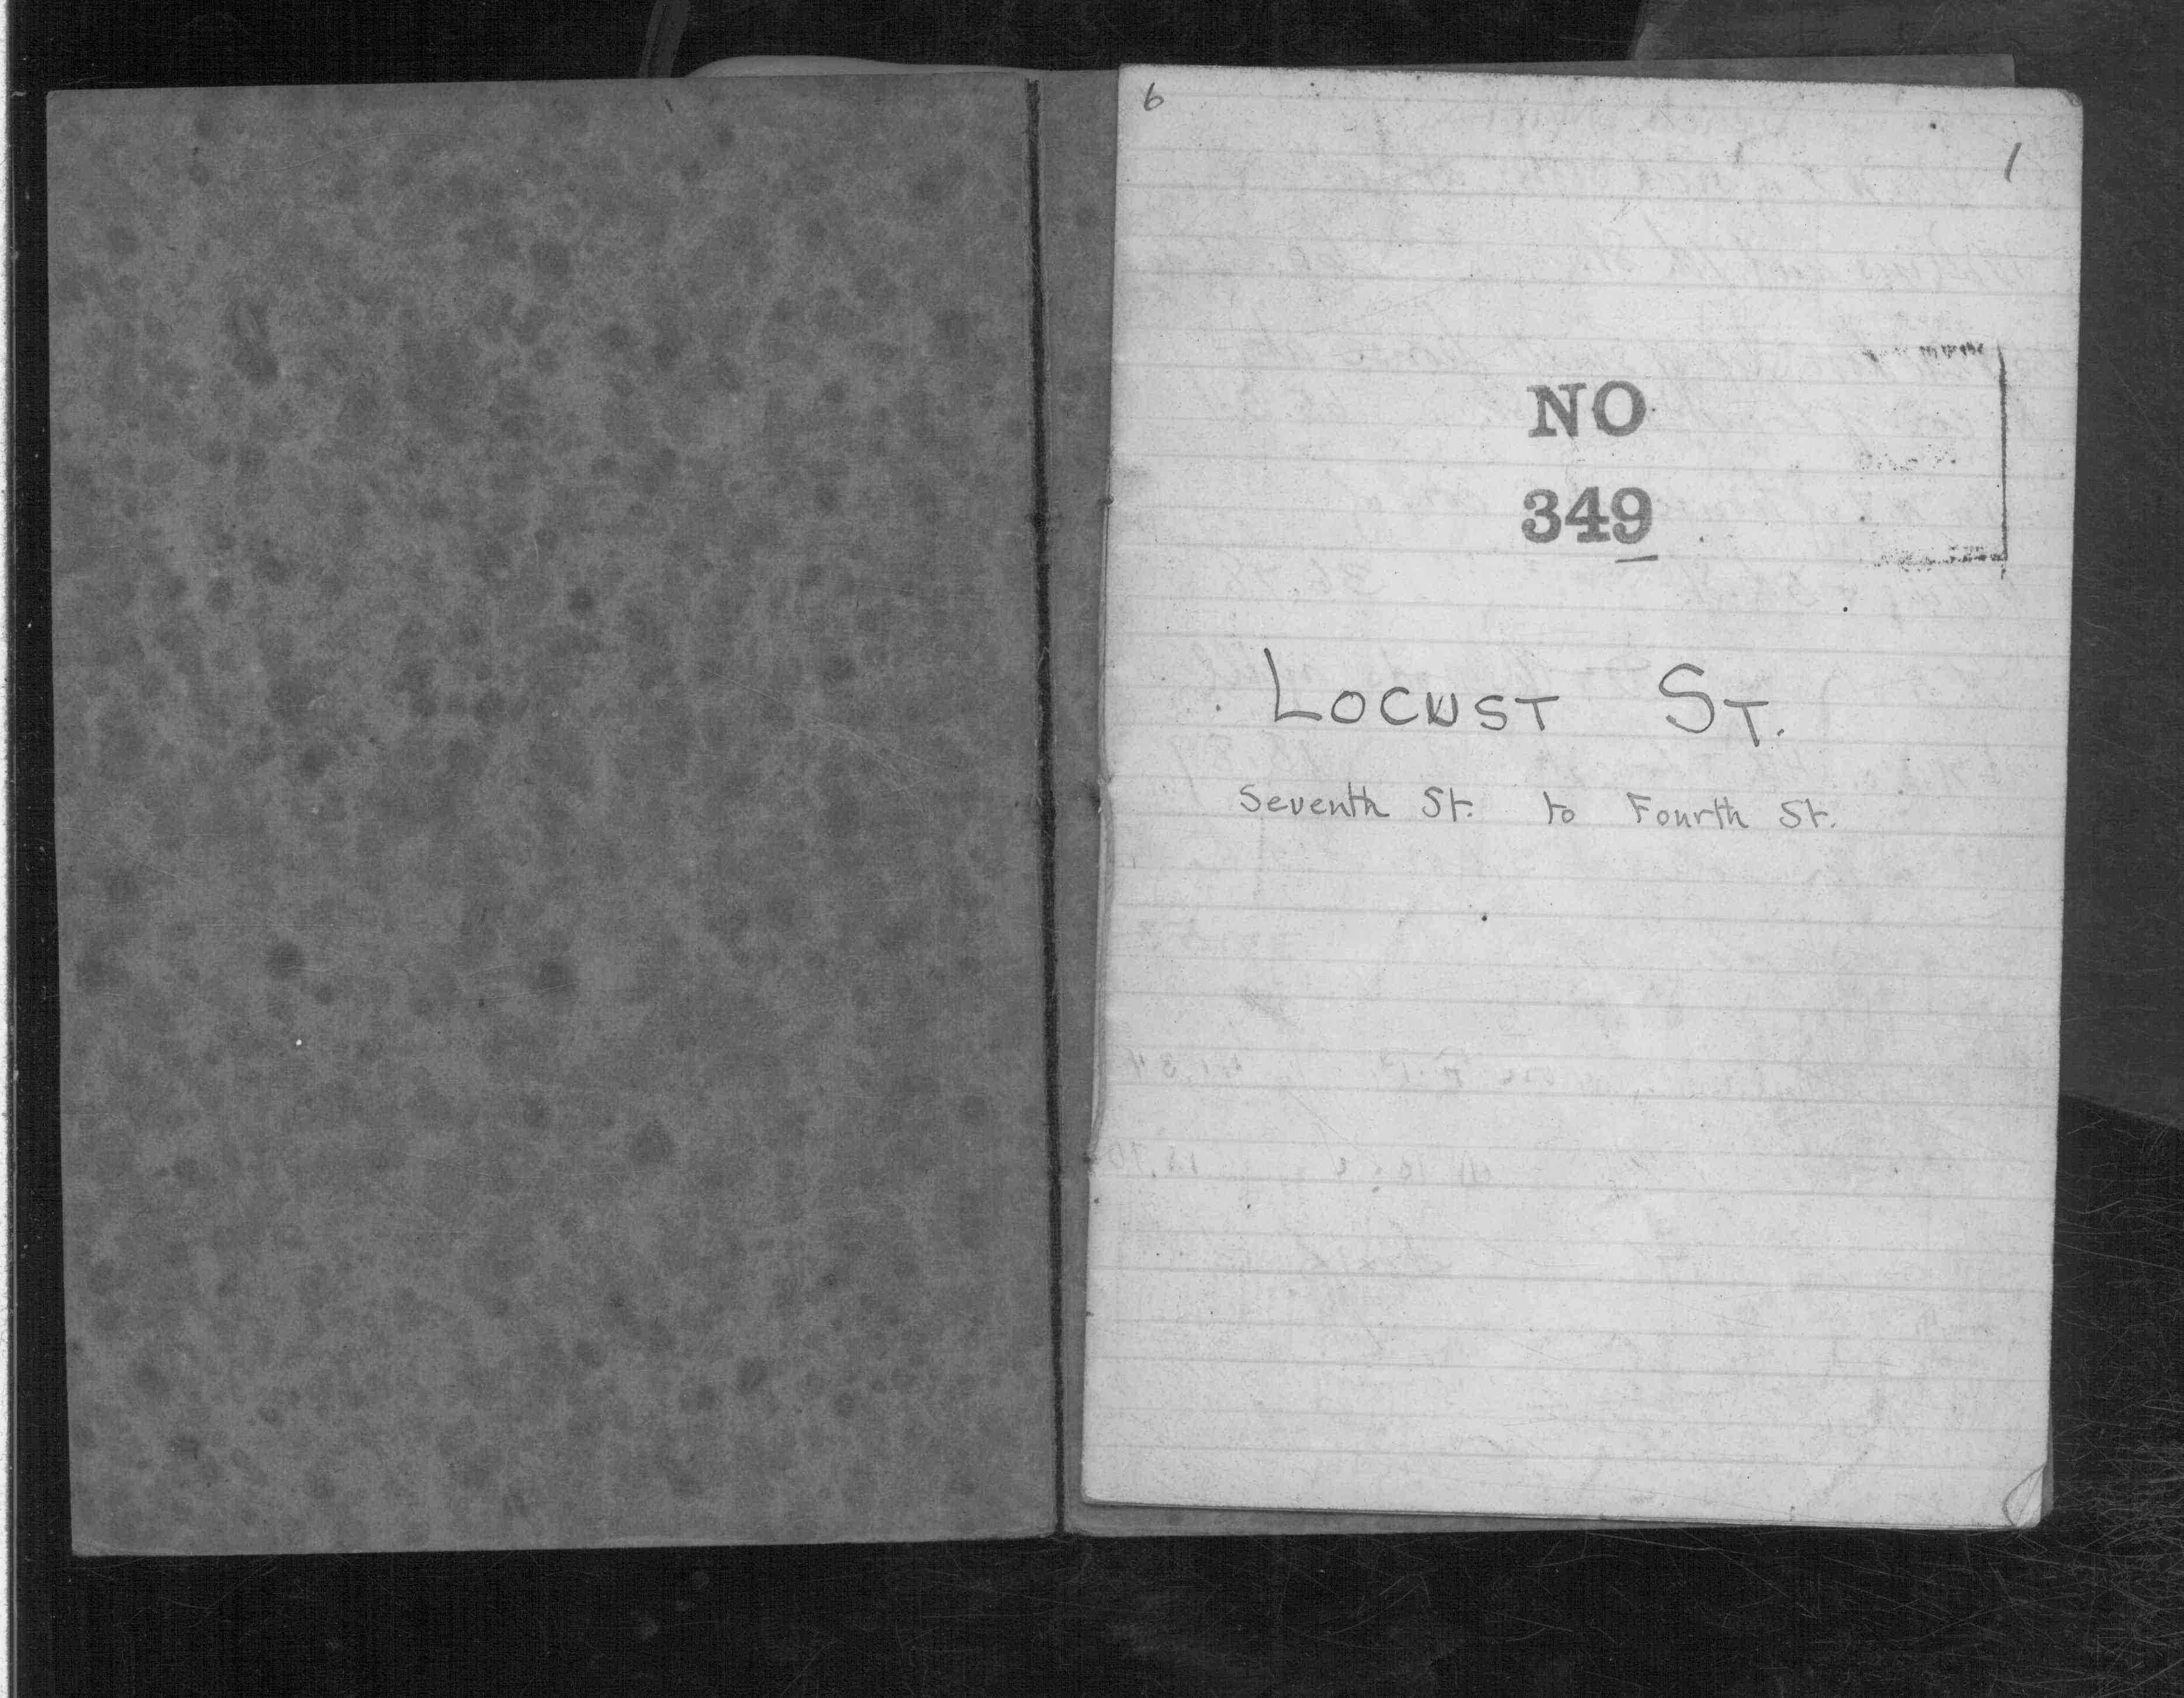 6
1
NO
349
LOCUST ST.
Seventh St. to Fourth St.